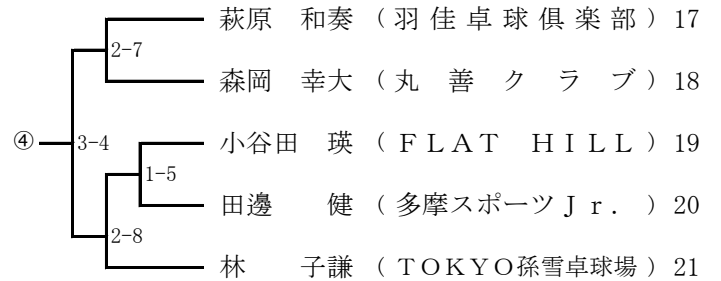 萩原　和奏 （ 羽 佳 卓 球 倶 楽 部 ） 17
2-7
森岡　幸大 （ 丸　善　ク　ラ　ブ ） 18
④
3-4
小谷田　瑛 （ ＦＬＡＴ　ＨＩＬＬ ） 19
1-5
田邊　　健 （ 多摩スポーツＪｒ．） 20
2-8
林　　子謙 （ ＴＯＫＹＯ孫雪卓球場 ） 21